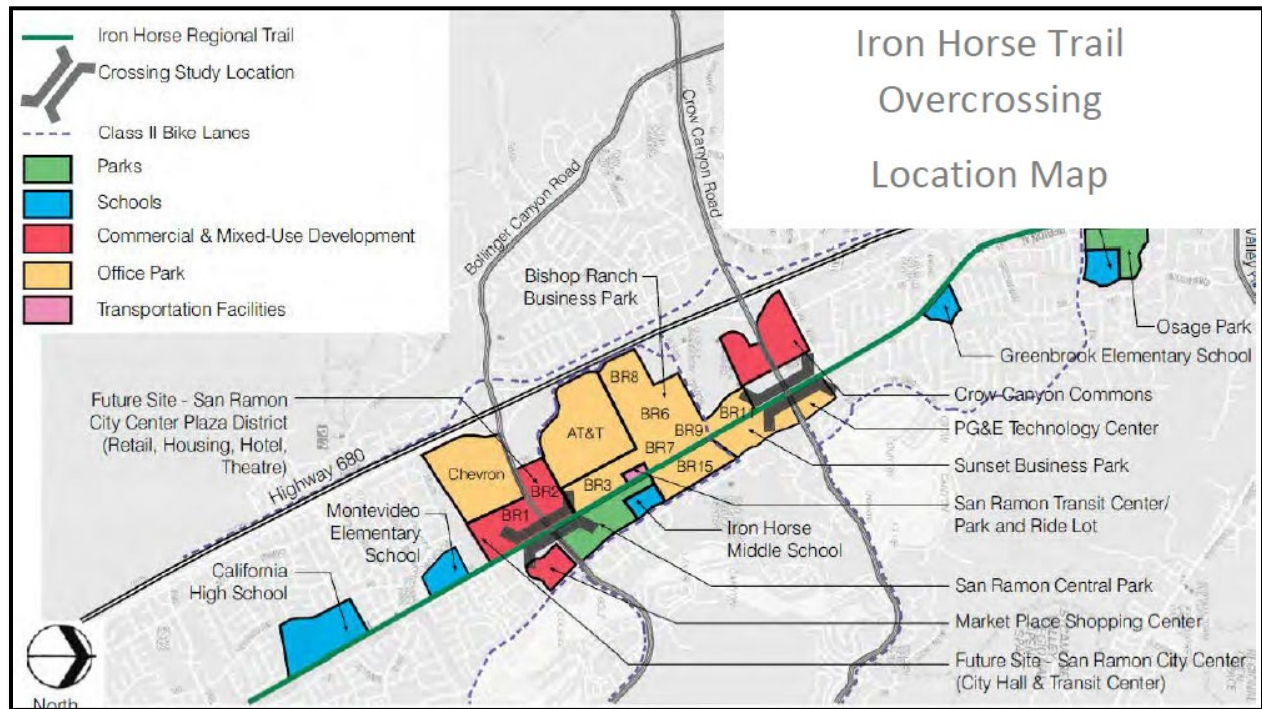 Iron Horse Regional Trail
Crossing Study Location
Class II Bike Lanes
Parks
Schools
Commercial & Mixed-Use Development
Office Park
Transportation Facilities
Iron Horse Trail
Overcrossing
Location Map
Bollinger Canyon Road
Crow Canyon Road
Bishop Ranch
Business Park
Osage Park
Greenbrook Elementary School
Crow Canyon Commons
PG&E Technology Center
Sunset Business Park
San Ramon Transit Center/
Park and Ride Lot
San Ramon Central Park
Market Place Shopping Center
Future Site - San Ramon City Center
(City Hall & Transit Center)
Future Site - San Ramon
City Center Plaza District
(Retail, Housing, Hotel,
Theatre)
Highway 680
Montevideo
Elementary
School
California
High School
Iron Horse
Middle School
Chevron
AT&T
BR8
BR6
BR9
BR7
BR11
BR15
BR3
BR2
BR1
North